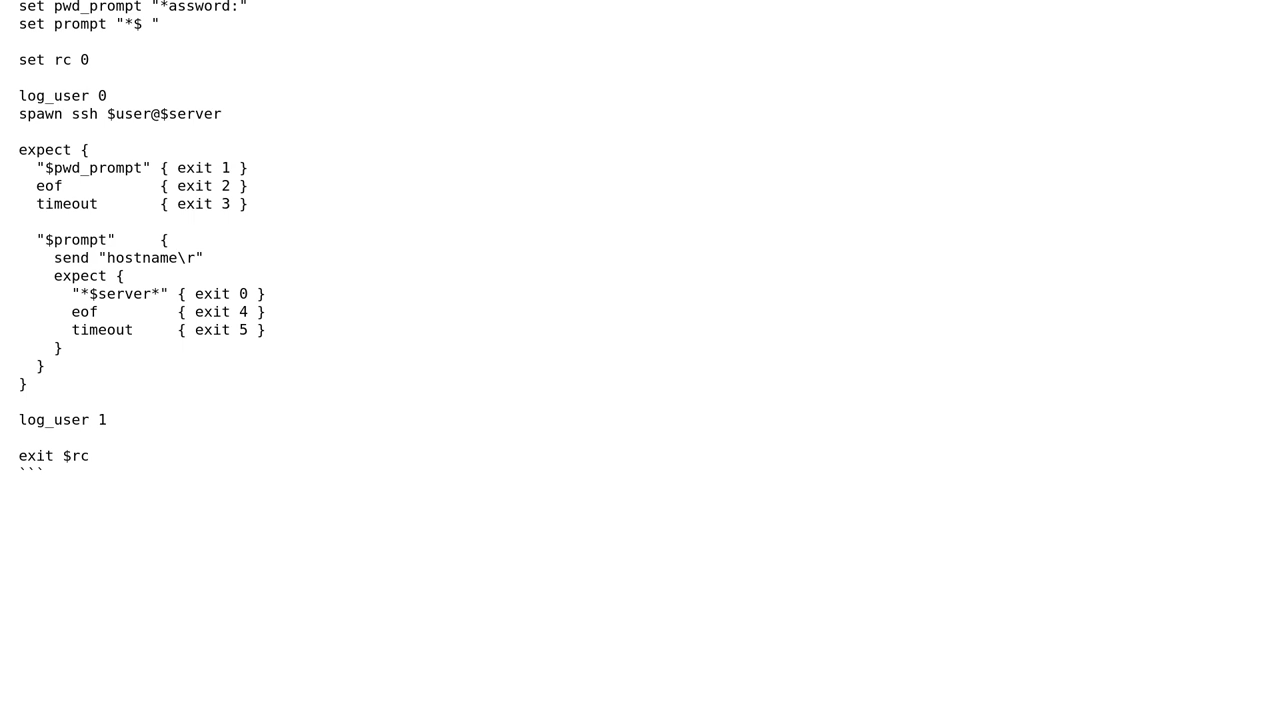 set pwd_prompt "*assword:"
set prompt "*$ "

set rc 0

log_user 0
spawn ssh $user@$server

expect {
  "$pwd_prompt" { exit 1 }
  eof           { exit 2 }
  timeout       { exit 3 }

  "$prompt"     {
    send "hostname\r"
    expect {
      "*$server*" { exit 0 }
      eof         { exit 4 }
      timeout     { exit 5 }
    }
  }
}

log_user 1

exit $rc
```